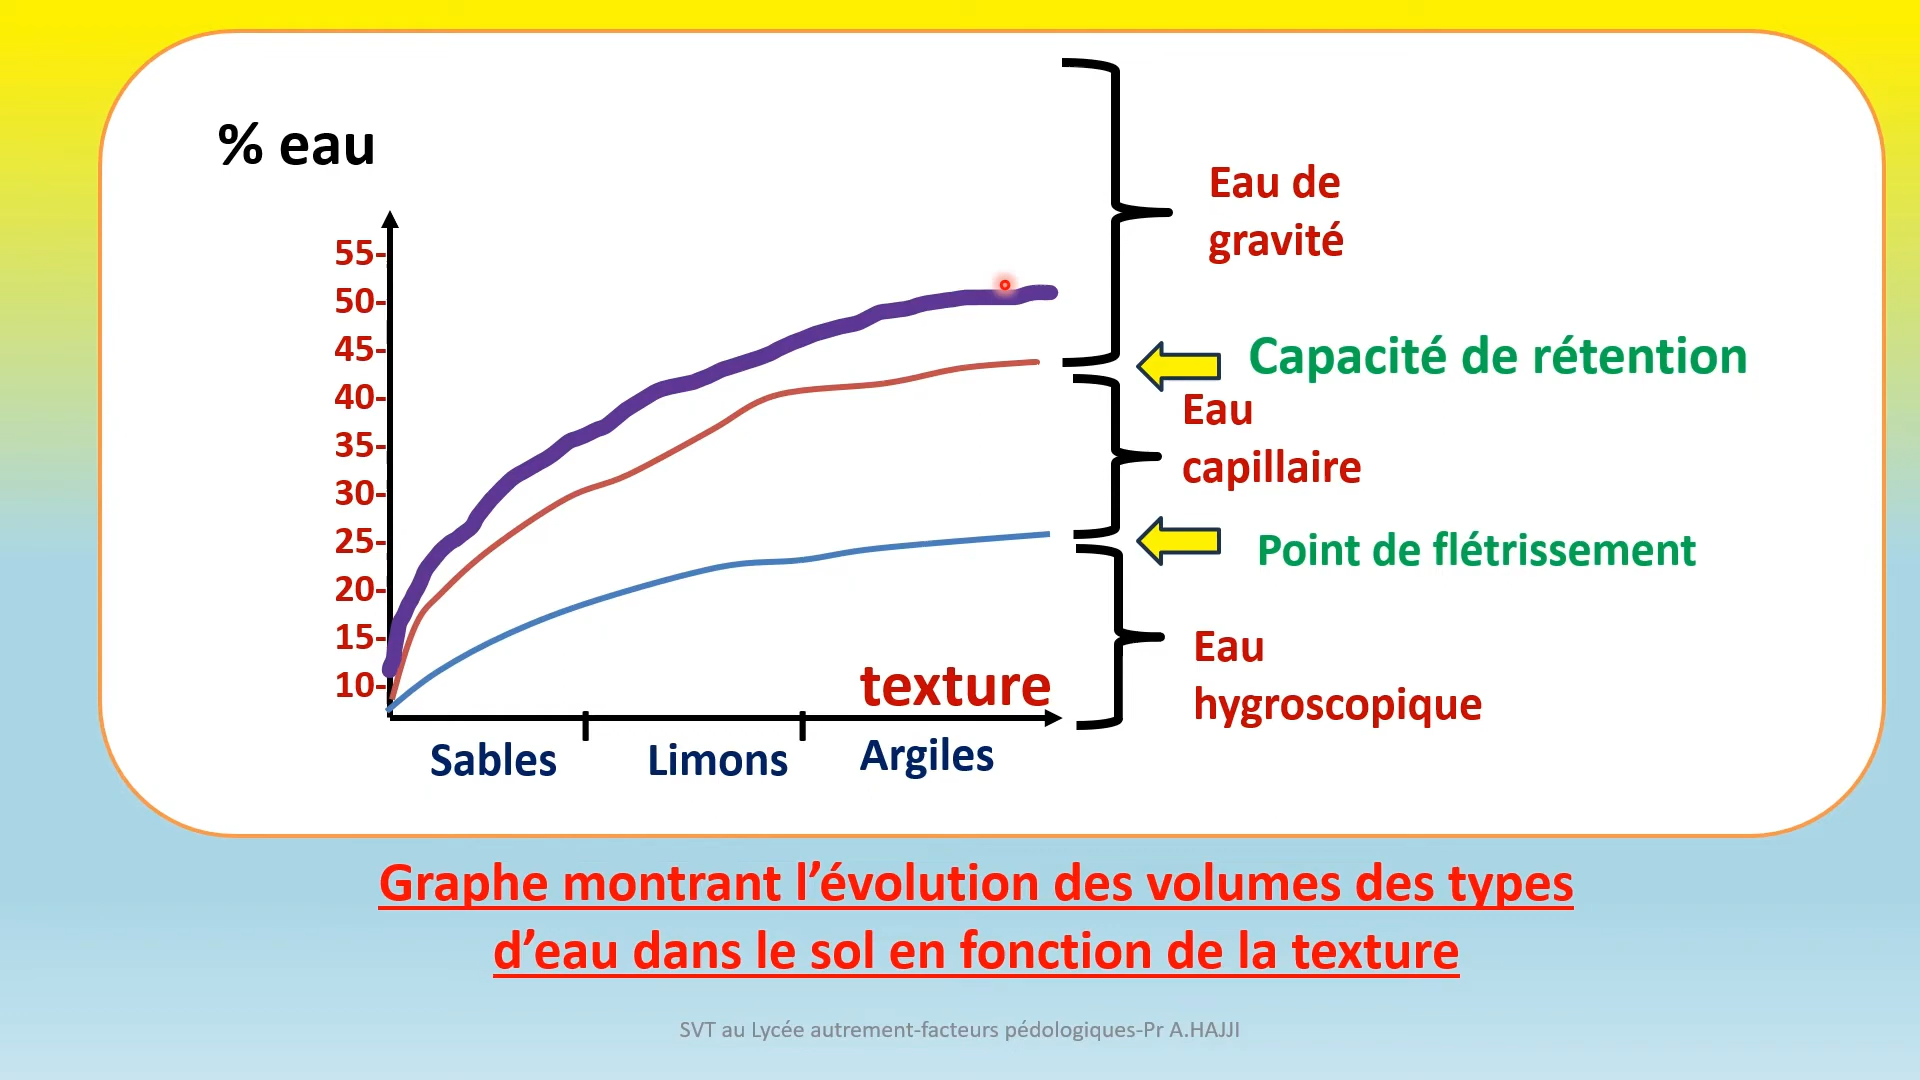 % eau
55-
50-
45-
40-
35-
30-
25-
20-
15-
10-
texture
Sables
Limons
Argiles
Eau de
gravité
Capacité de rétention
Eau
capillaire
Point de flétrissement
Eau
hygroscopique
Graphe montrant l’évolution des volumes des types
d’eau dans le sol en fonction de la texture
SVT au Lycée autrement-facteurs pédologiques-Pr A.HAJJI